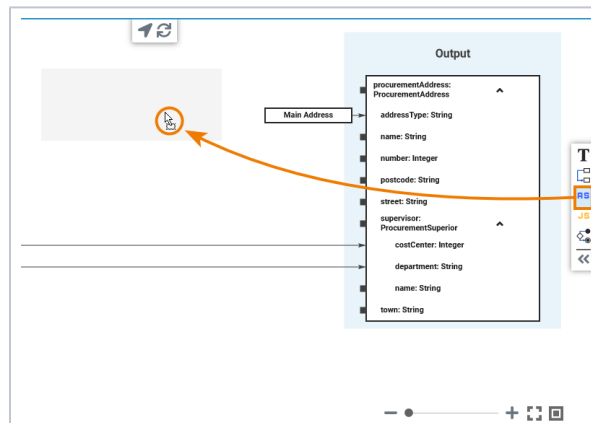 Output
procurementAddress:
ProcurementAddress
Main Address
addressType: String
name: String
number: Integer
postcode: String
street: String
supervisor:
ProcurementSuperior
costCenter: Integer
department: String
name: String
town: String
T
AS
JS